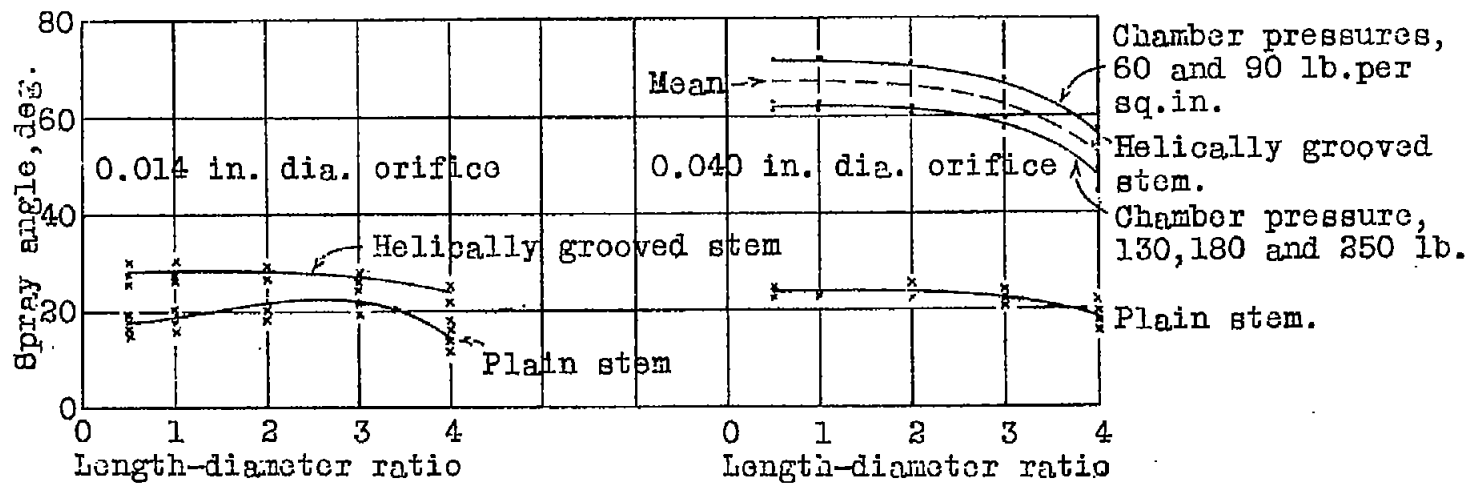 80
60
40
20
0
Spray angle, deg.
0.014 in. dia. orifice
Helically grooved stem
Plain stem
0 1 2 3 4
Length-diameter ratio
Mean
0.040 in. dia. orifice
Chamber pressures,
60 and 90 lb.per
sq.in.
Helically grooved
stem.
Chamber pressure,
130,180 and 250 lb.
Plain stem.
0 1 2 3 4
Length-diameter ratio